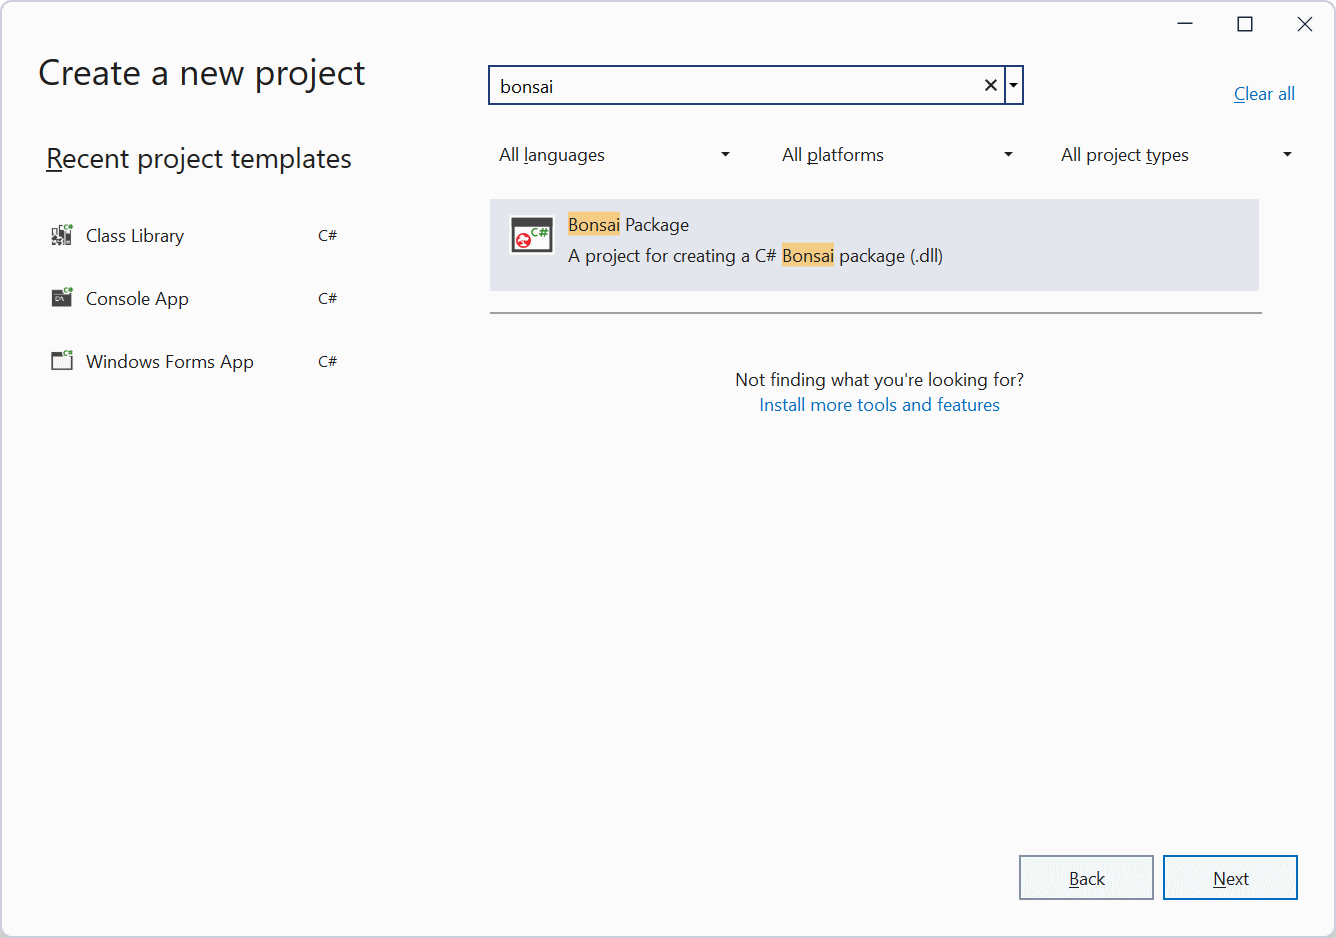 Create a new project
bonsai
Clear all
Recent project templates
All languages
All platforms
All project types
Class Library C#
Console App C#
Windows Forms App C#
C#
Bonsai Package
A project for creating a C# Bonsai package (.dll)
Not finding what you're looking for?
Install more tools and features
Back
Next